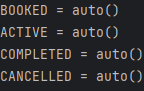 BOOKED = auto()
ACTIVE = auto()
COMPLETED = auto()
CANCELLED = auto()